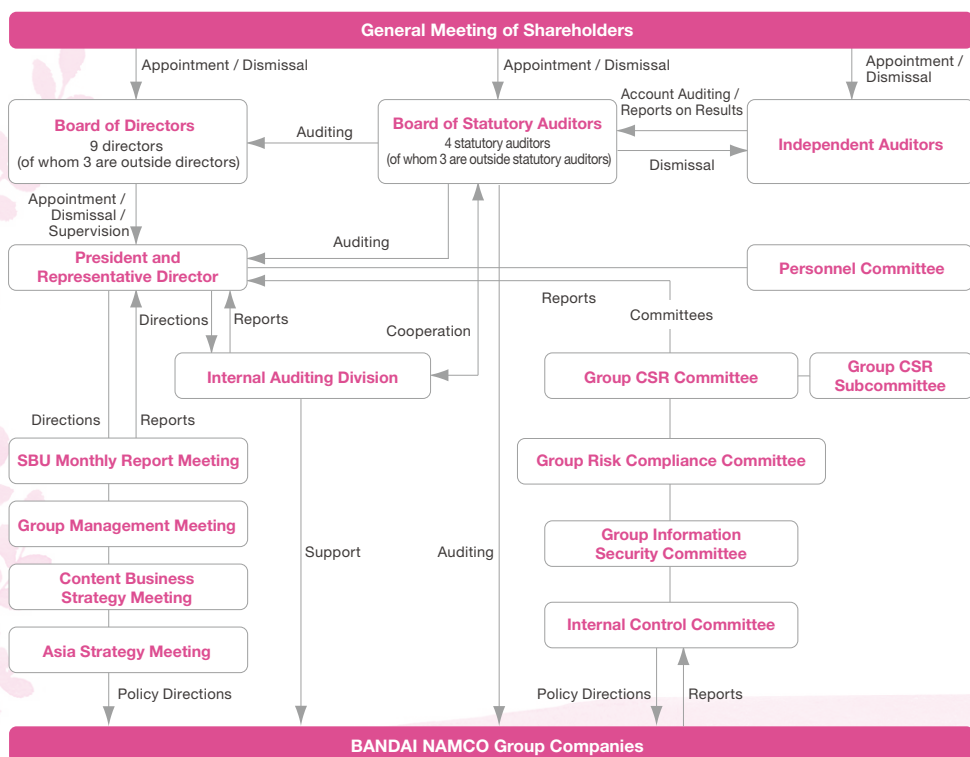 General Meeting of Shareholders
Appointment / Dismissal
Appointment / Dismissal
Appointment /
Dismissal
Board of Directors
9 directors
(of whom 3 are outside directors)
Auditing
Board of Statutory Auditors
4 statutory auditors
(of whom 3 are outside statutory auditors)
Account Auditing /
Reports on Results
Dismissal
Independent Auditors
Appointment /
Dismissal /
Supervision
Auditing
President and
Representative Director
Personnel Committee
Directions
Reports
Cooperation
Reports
Committees
Internal Auditing Division
Group CSR Committee
Group CSR
Subcommittee
Directions
Reports
SBU Monthly Report Meeting
Group Risk Compliance Committee
Group Management Meeting
Group Information
Security Committee
Support
Auditing
Content Business
Strategy Meeting
Internal Control Committee
Asia Strategy Meeting
Policy Directions
Policy Directions
Reports
BANDAI NAMCO Group Companies